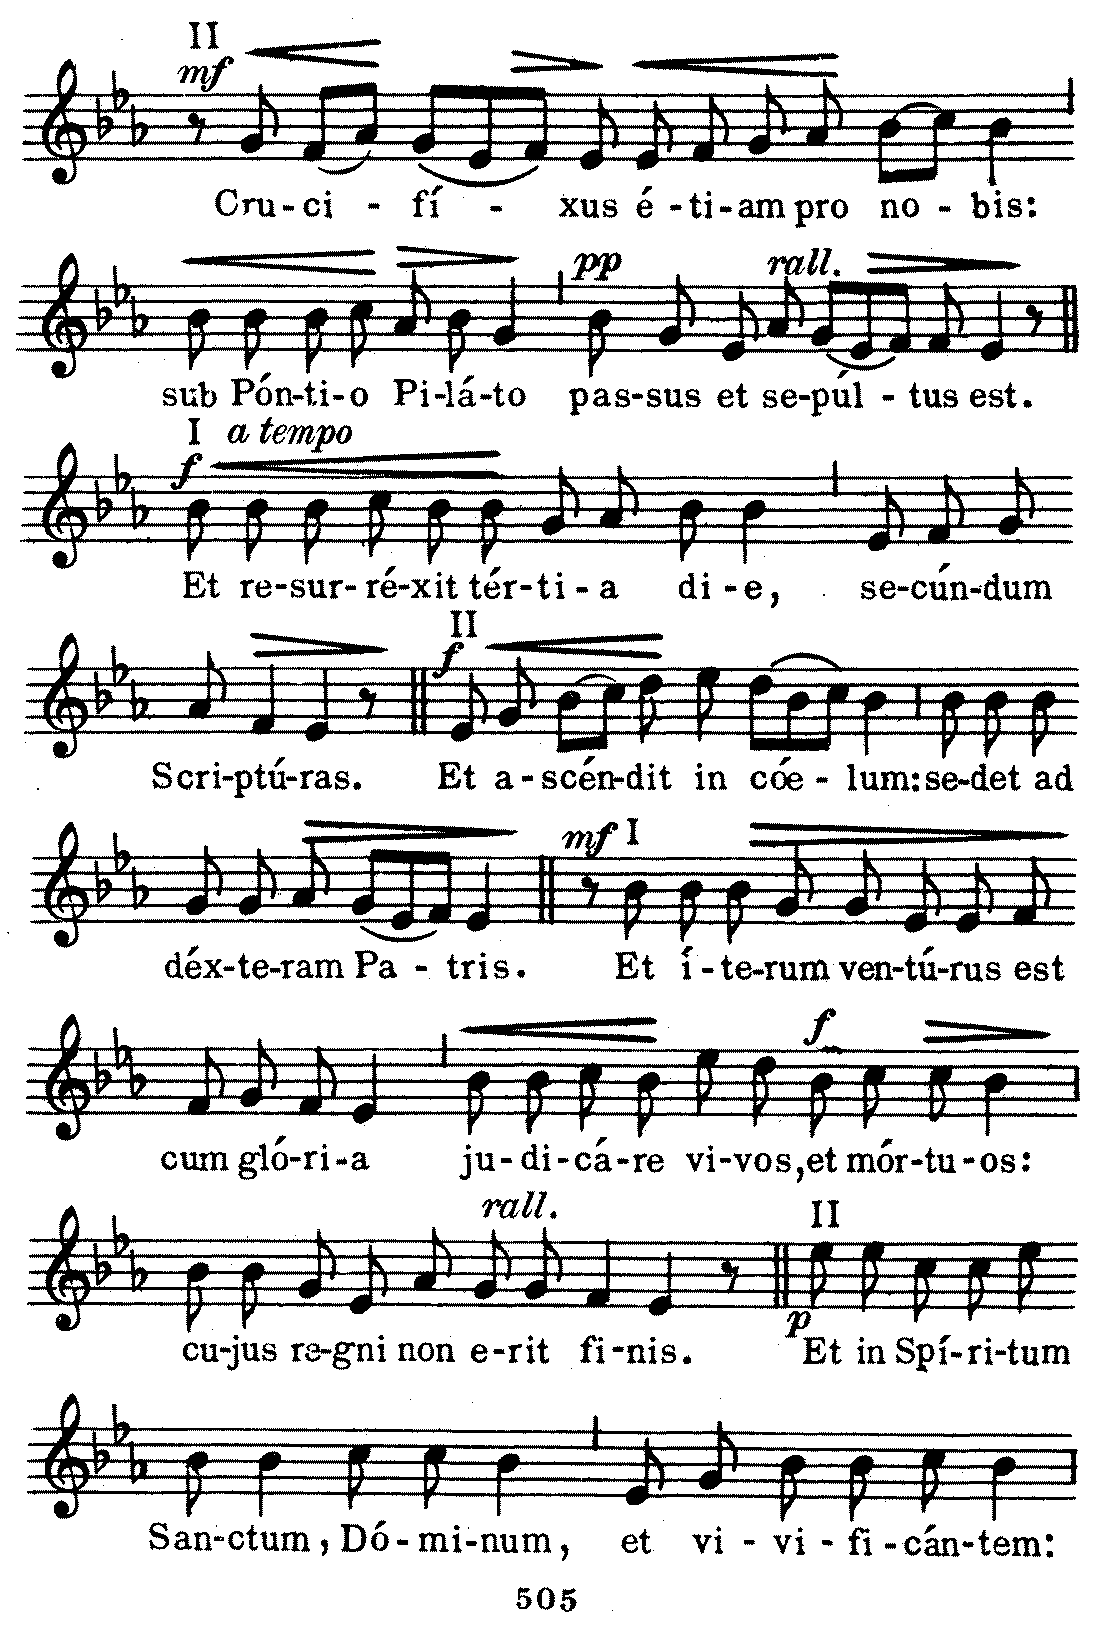 II
mf
Cru-ci - fí - xus é-ti-am pro no-bis:
pp rall.
sub Pón-ti-o Pi-lá-to passus et se-púl-tus est.
I a tempo
f
Et re-sur-ré-xit tér-ti-a di-e, se-cún-dum
II
f
Scri-ptú-ras. Et a-scén-dit in cóe-lum: se-det ad
mf I
déx-te-ram Pa-tris. Et í-te-rum ven-tú-rus est
f
cum gló-ri-a ju-di-cá-re vi-vos, et mór-tu-os:
rall. II
p
cu-jus re-gni non e-rit fi-nis. Et in Spí-ri-tum
San-ctum, Dó-mi-num, et vi-vi-fi-cán-tem:
505